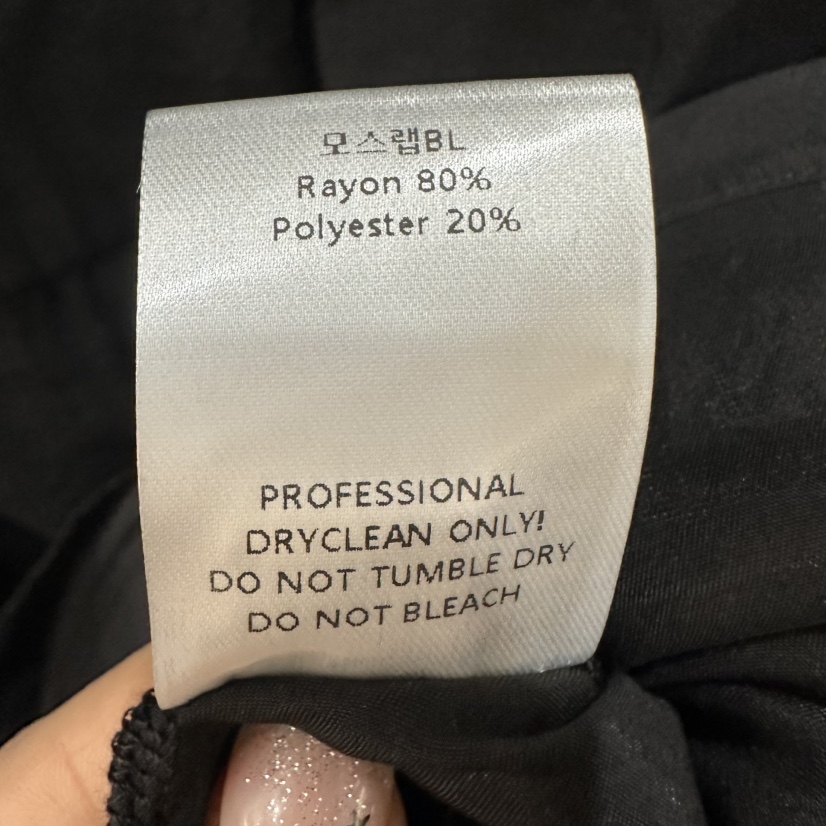 모스랩BL
Rayon 80%
Polyester 20%
PROFESSIONAL
DRYCLEAN ONLY!
DO NOT TUMBLE DRY
DO NOT BLEACH